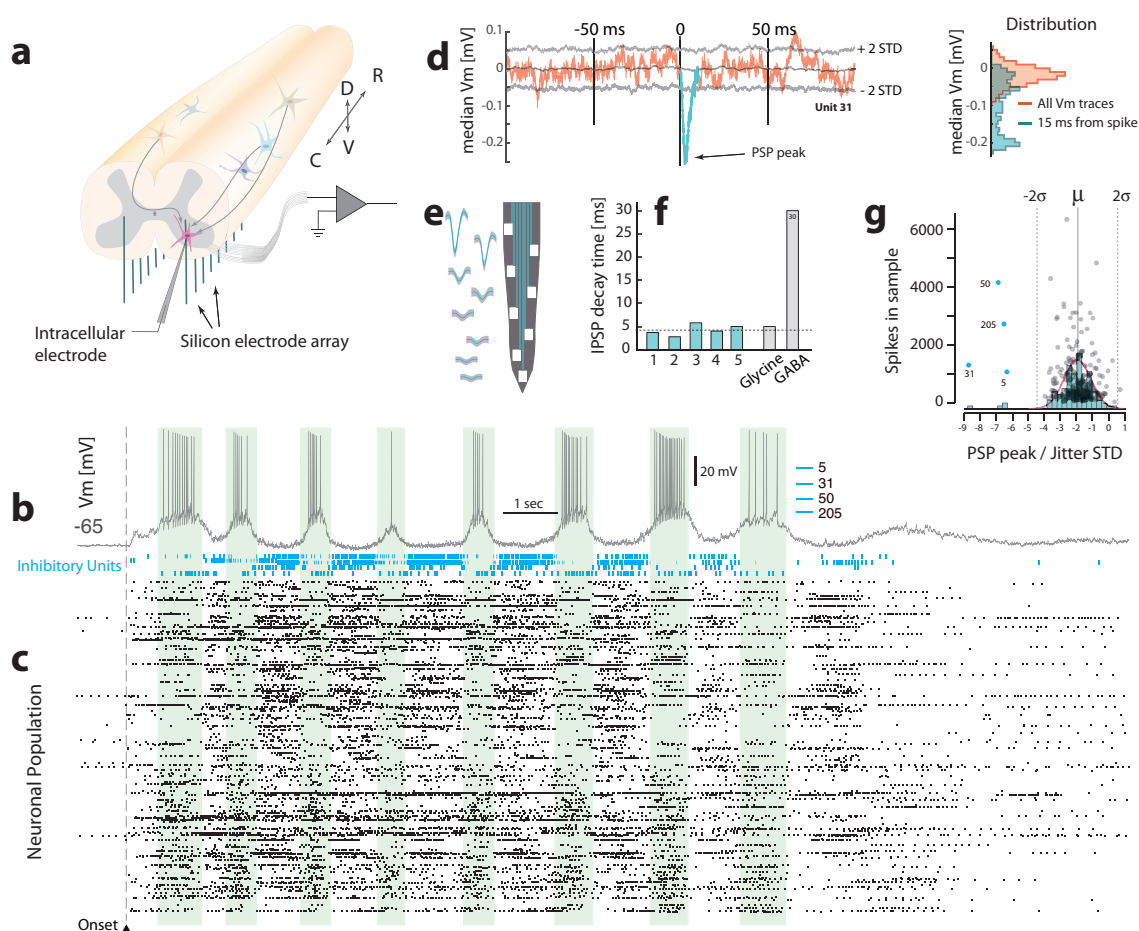 a
D
R
C
V
Intracellular
electrode
Silicon electrode array
d
median Vm [mV]
0.1
0
-0.1
-0.2
-50 ms
0
50 ms
+ 2 STD
- 2 STD
Unit 31
PSP peak
Distribution
median Vm [mV]
0
-0.1
-0.2
All Vm traces
15 ms from spike
e
f
IPSP decay time [ms]
30
25
20
15
10
5
0
30
1
2
3
4
5
Glycine
GABA
g
-2σ
μ
2σ
Spikes in sample
6000
4000
2000
0
50
205
31
5
-9
-8
-7
-6
-5
-4
-3
-2
-1
0
1
PSP peak / Jitter STD
b
Vm [mV]
-65
20 mV
1 sec
5
31
50
205
Inhibitory Units
c
Neuronal Population
Onset